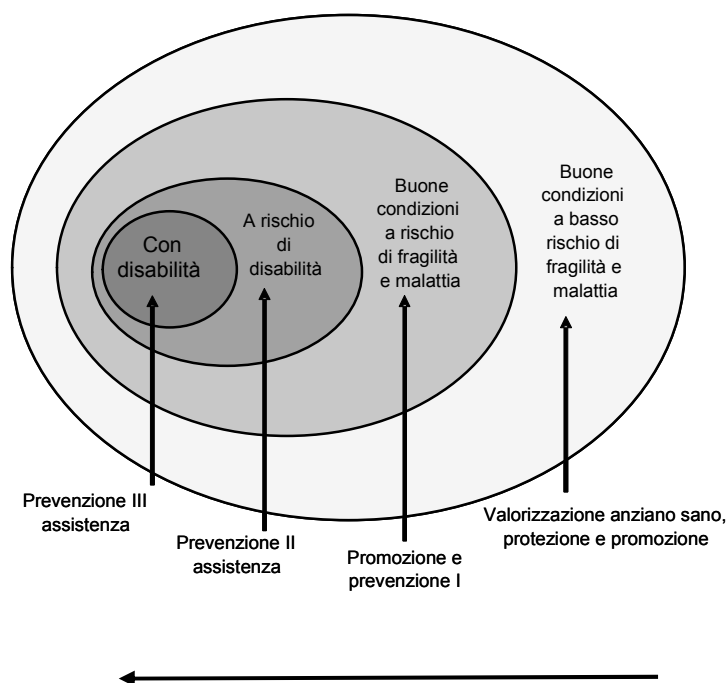 Con
disabilità
A rischio
di
disabilità
Buone
condizioni
a rischio
di fragilità
e malattia
Buone
condizioni
a basso
rischio di
fragilità e
malattia
Prevenzione III
assistenza
Prevenzione II
assistenza
Promozione e
prevenzione I
Valorizzazione anziano sano,
protezione e promozione